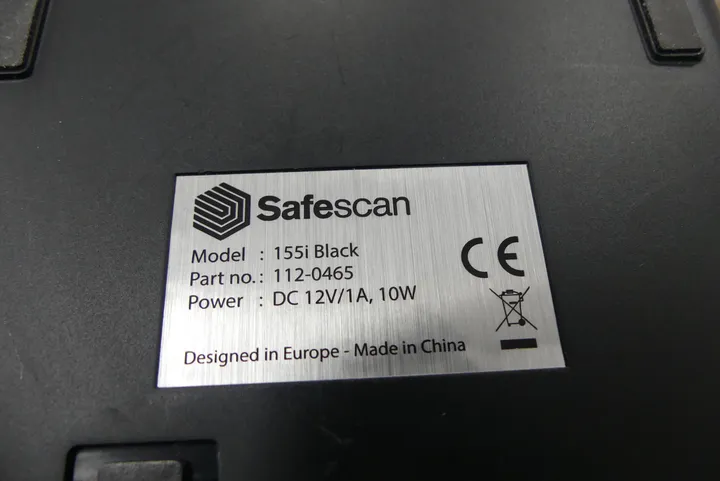 Safescan
Model : 155i Black
Part no.: 112-0465
Power : DC 12V/1A, 10W
CE
Designed in Europe - Made in China